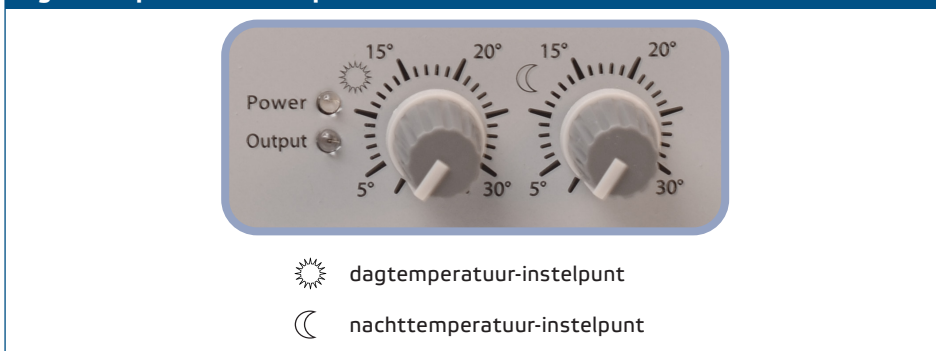 15° 20° 15° 20°
Power
Output
5° 30° 5° 30°
dagtemperatuur-instelpunt
nachttemperatuur-instelpunt